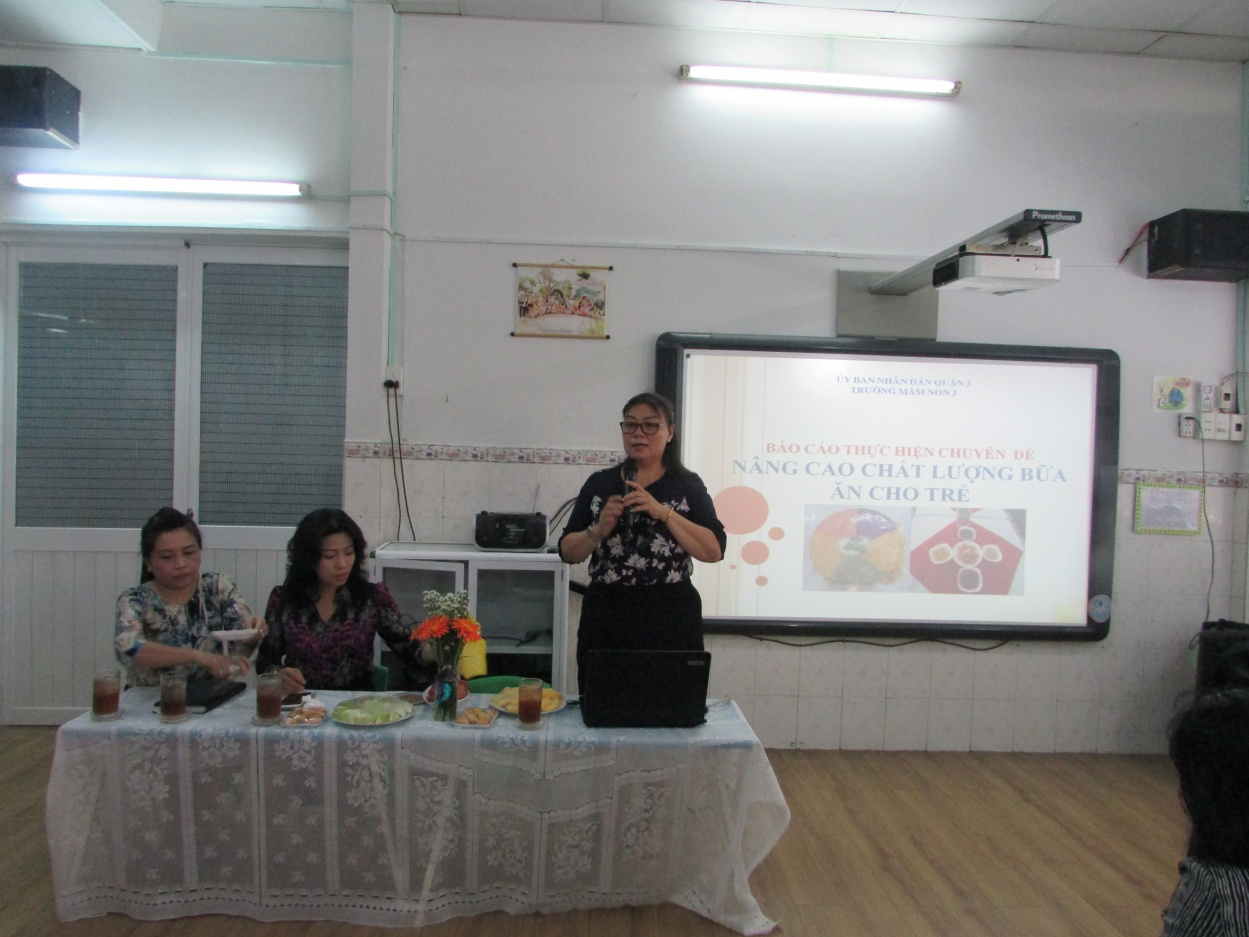 Promethean
ỦY BAN NHÂN DÂN QUẬN 3
TRƯỜNG MẦM NON 3
BÁO CÁO THỰC HIỆN CHUYÊN ĐỀ
NÂNG CAO CHẤT LƯỢNG BỮA
ĂN CHO TRẺ